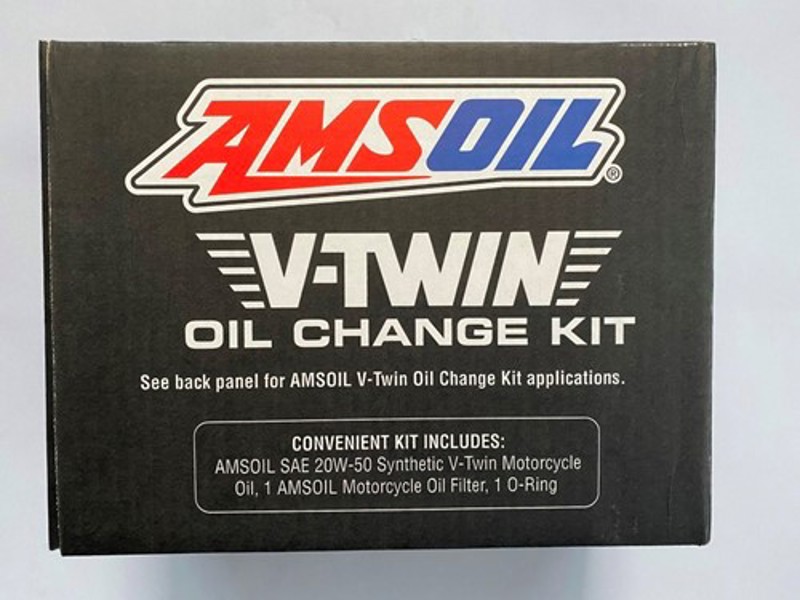 AMSOIL®
V-TWIN
OIL CHANGE KIT
See back panel for AMSOIL V-Twin Oil Change Kit applications.
CONVENIENT KIT INCLUDES:
AMSOIL SAE 20W-50 Synthetic V-Twin Motorcycle
Oil, 1 AMSOIL Motorcycle Oil Filter, 1 O-Ring